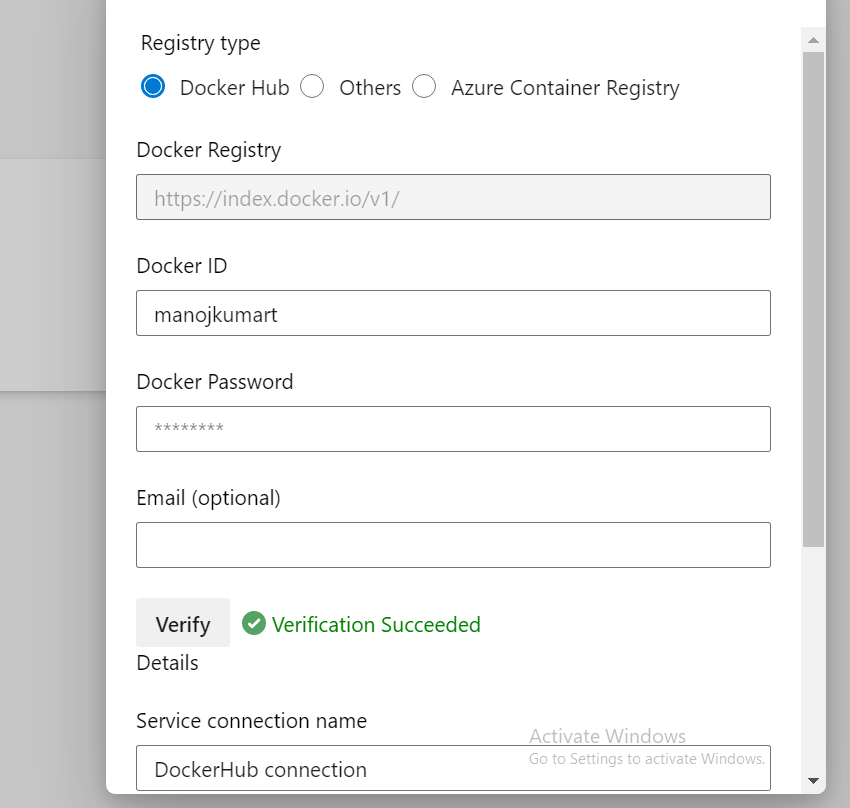 Registry type
Docker Hub Others Azure Container Registry
Docker Registry
https://index.docker.io/v1/
Docker ID
manojkumart
Docker Password
********
Email (optional)
Verify Verification Succeeded
Details
Service connection name
Activate Windows
Go to Settings to activate Windows.
DockerHub connection